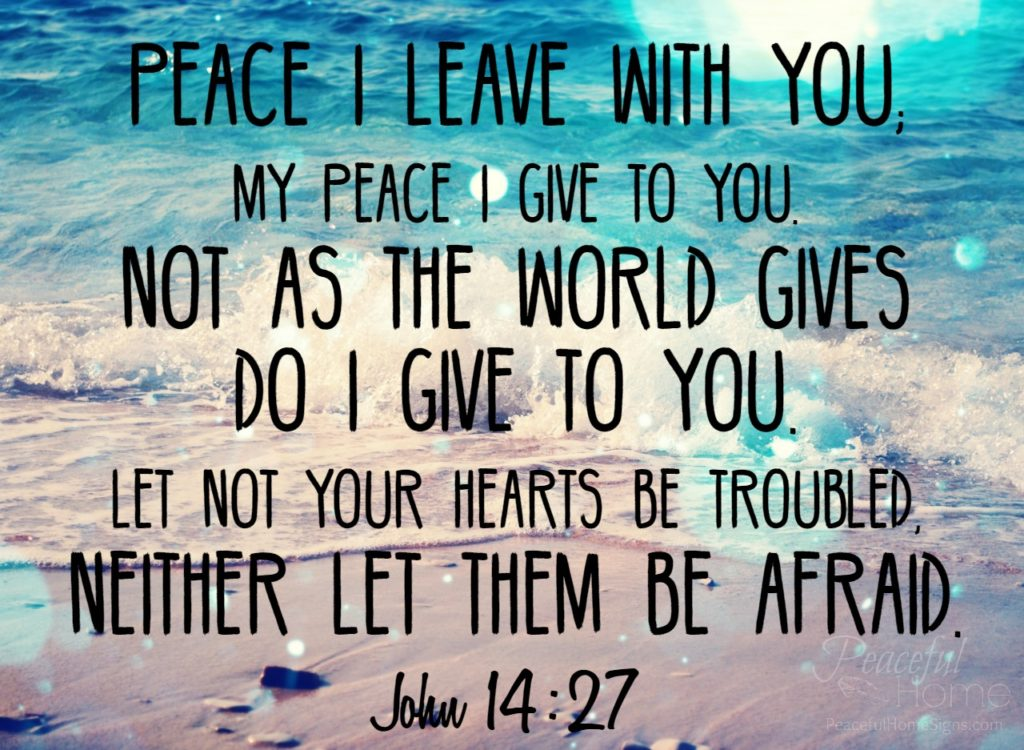 PEACE I LEAVE WITH YOU;
MY PEACE I GIVE TO YOU.
NOT AS THE WORLD GIVES
DO I GIVE TO YOU.
LET NOT YOUR HEARTS BE TROUBLED,
NEITHER LET THEM BE AFRAID.
John 14:27
Peaceful
Home
PeacefulHomeSigns.com